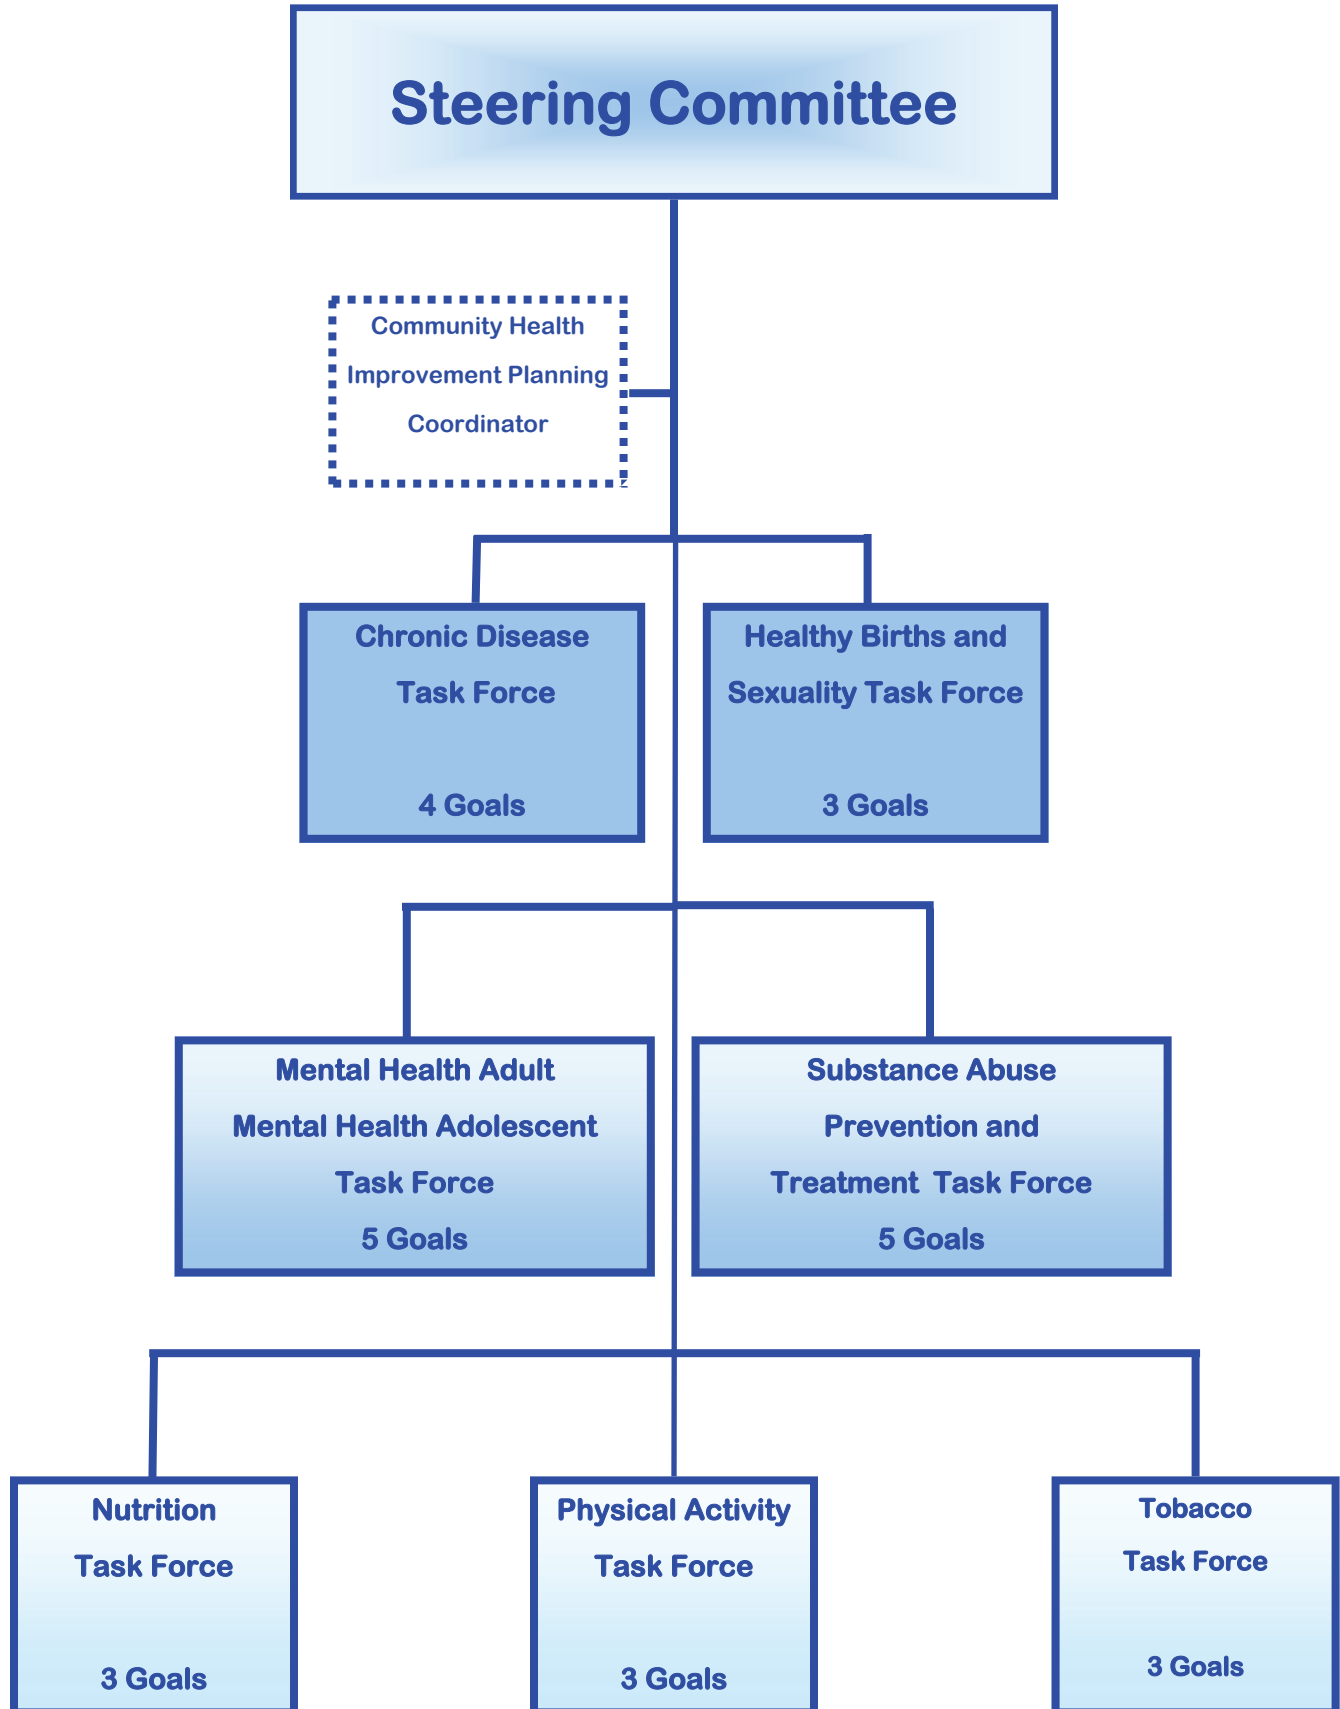 Steering Committee
Community Health
Improvement Planning
Coordinator
Chronic Disease
Task Force
4 Goals
Healthy Births and
Sexuality Task Force
3 Goals
Mental Health Adult
Mental Health Adolescent
Task Force
5 Goals
Substance Abuse
Prevention and
Treatment  Task Force
5 Goals
Nutrition
Task Force
3 Goals
Physical Activity
Task Force
3 Goals
Tobacco
Task Force
3 Goals